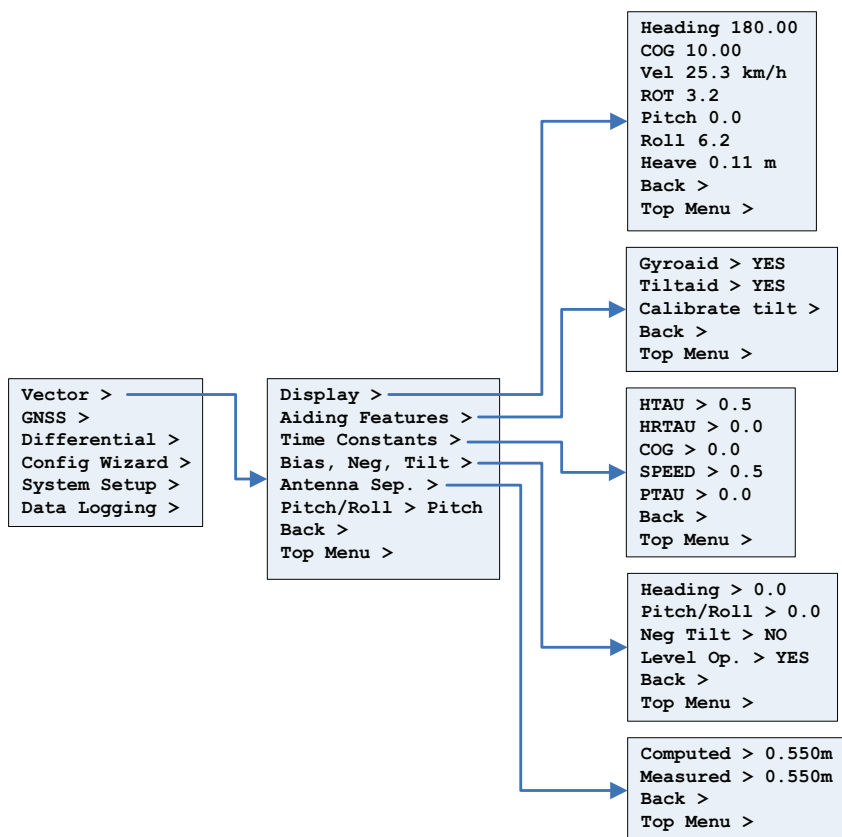 Vector >
GNSS >
Differential >
Config Wizard >
System Setup >
Data Logging >
Display >
Aiding Features >
Time Constants >
Bias, Neg, Tilt >
Antenna Sep. >
Pitch/Roll > Pitch
Back >
Top Menu >
Heading 180.00
COG 10.00
Vel 25.3 km/h
ROT 3.2
Pitch 0.0
Roll 6.2
Heave 0.11 m
Back >
Top Menu >
Gyroaid > YES
Tiltaid > YES
Calibrate tilt >
Back >
Top Menu >
HTAU > 0.5
HRTAU > 0.0
COG > 0.0
SPEED > 0.5
PTAU > 0.0
Back >
Top Menu >
Heading > 0.0
Pitch/Roll > 0.0
Neg Tilt > NO
Level Op. > YES
Back >
Top Menu >
Computed > 0.550m
Measured > 0.550m
Back >
Top Menu >